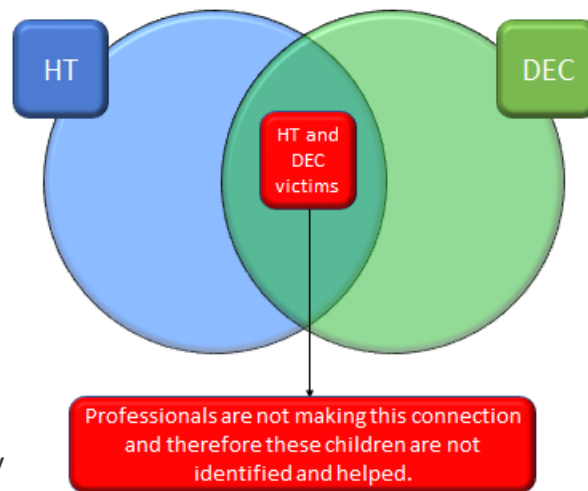 HT
DEC
HT and
DEC
victims
Professionals are not making this connection
and therefore these children are not
identified and helped.